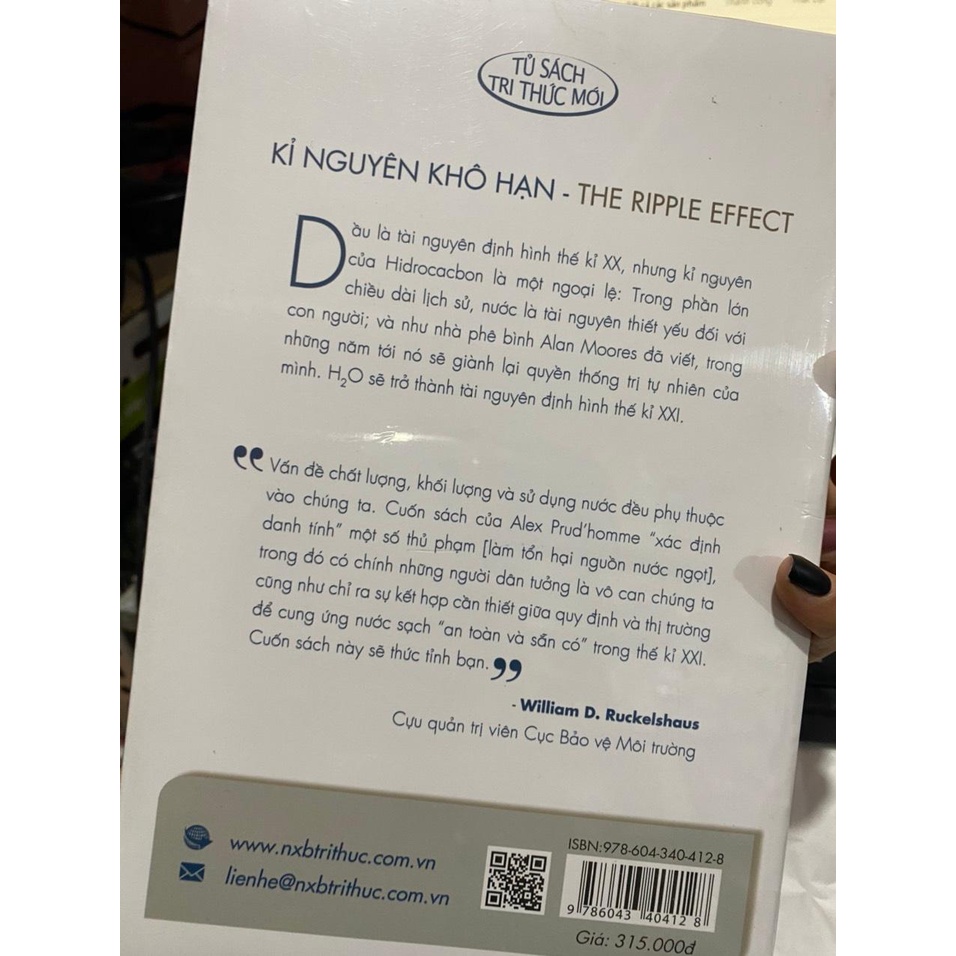 TỦ SÁCH
TRI THỨC MỚI
KỈ NGUYÊN KHÔ HẠN - THE RIPPLE EFFECT
Dầu là tài nguyên định hình thế kỉ XX, nhưng kỉ nguyên
của Hidrocacbon là một ngoại lệ: Trong phần lớn
chiều dài lịch sử, nước là tài nguyên thiết yếu đối với
con người; và như nhà phê bình Alan Moores đã viết, trong
những năm tới nó sẽ giành lại quyền thống trị tự nhiên của
mình. H₂O sẽ trở thành tài nguyên định hình thế kỉ XXI.
“ Vấn đề chất lượng, khối lượng và sử dụng nước đều phụ thuộc
vào chúng ta. Cuốn sách của Alex Prud’homme “xác định
danh tính” một số thủ phạm [làm tổn hại nguồn nước ngọt],
trong đó có chính những người dân tưởng là vô can chúng ta
cũng như chỉ ra sự kết hợp cần thiết giữa quy định và thị trường
để cung ứng nước sạch “an toàn và sẵn có” trong thế kỉ XXI.
Cuốn sách này sẽ thức tỉnh bạn. ”
- William D. Ruckelshaus
Cựu quản trị viên Cục Bảo vệ Môi trường
www.nxbtrithuc.com.vn
lienhe@nxbtrithuc.com.vn
ISBN: 978-604-340-412-8
9 786043 404128
Giá: 315.000đ